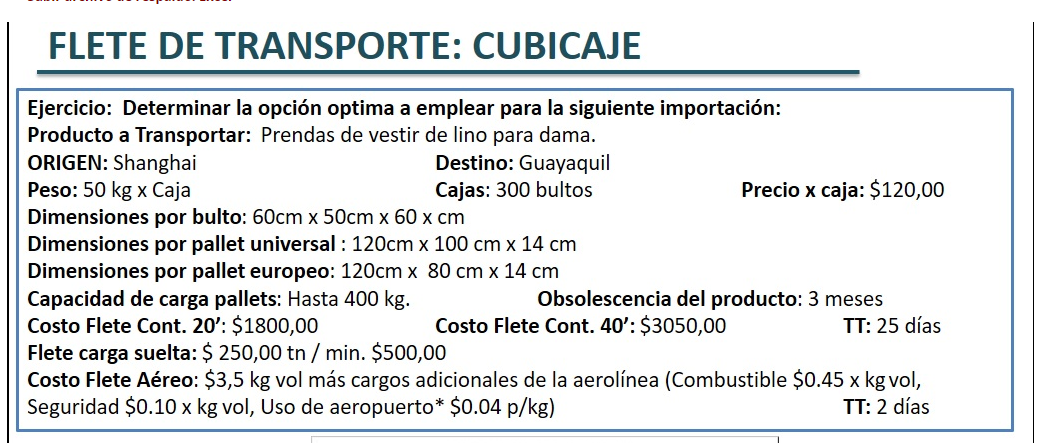 FLETE DE TRANSPORTE: CUBICAJE
Ejercicio: Determinar la opción optima a emplear para la siguiente importación:
Producto a Transportar: Prendas de vestir de lino para dama.
ORIGEN: Shanghai Destino: Guayaquil
Peso: 50 kg x Caja Cajas: 300 bultos Precio x caja: $120,00
Dimensiones por bulto: 60cm x 50cm x 60 x cm
Dimensiones por pallet universal : 120cm x 100 cm x 14 cm
Dimensiones por pallet europeo: 120cm x 80 cm x 14 cm
Capacidad de carga pallets: Hasta 400 kg. Obsolescencia del producto: 3 meses
Costo Flete Cont. 20’: $1800,00 Costo Flete Cont. 40’: $3050,00 TT: 25 días
Flete carga suelta: $ 250,00 tn / min. $500,00
Costo Flete Aéreo: $3,5 kg vol más cargos adicionales de la aerolínea (Combustible $0.45 x kg vol,
Seguridad $0.10 x kg vol, Uso de aeropuerto* $0.04 p/kg) TT: 2 días